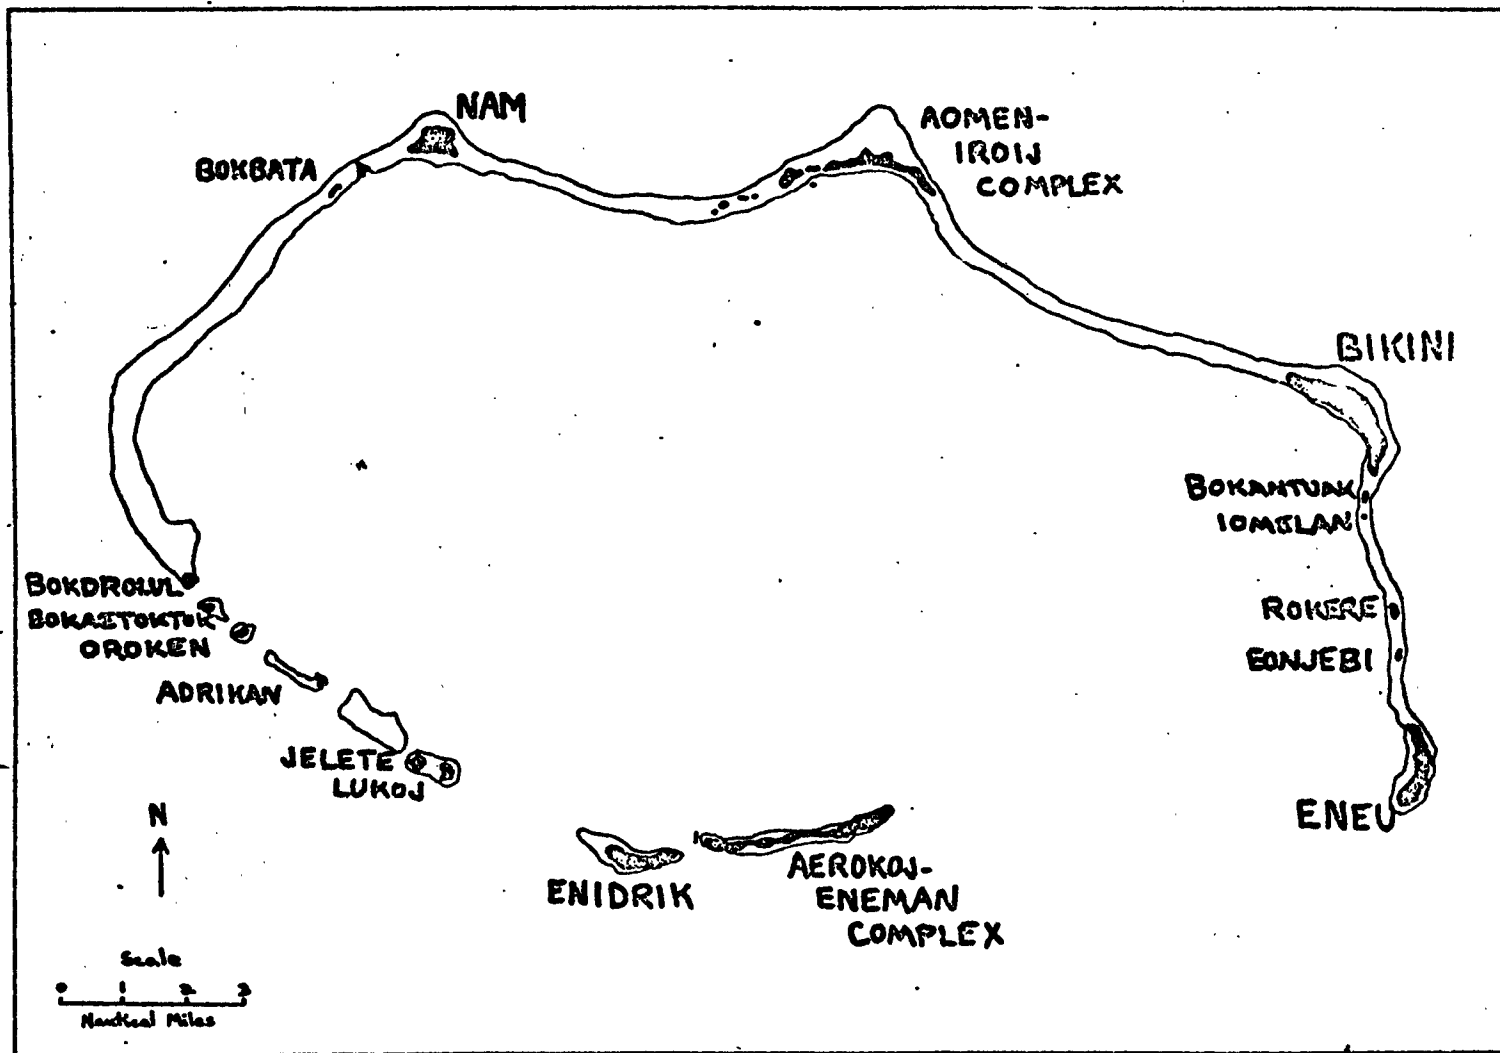 NAM
BOKBATA
AOMEN-
IROIJ
COMPLEX
BIKINI
BOKANTUAK
IOMELAN
ROKERE
EONJEBI
ENEU
BOKDROLUL
BOKAETOKTOK
OROKEN
ADRIKAN
JELETE
LUKOJ
ENIDRIK
AEROKOJ-
ENEMAN
COMPLEX
N
Scale
0 1 2 3
Nautical Miles